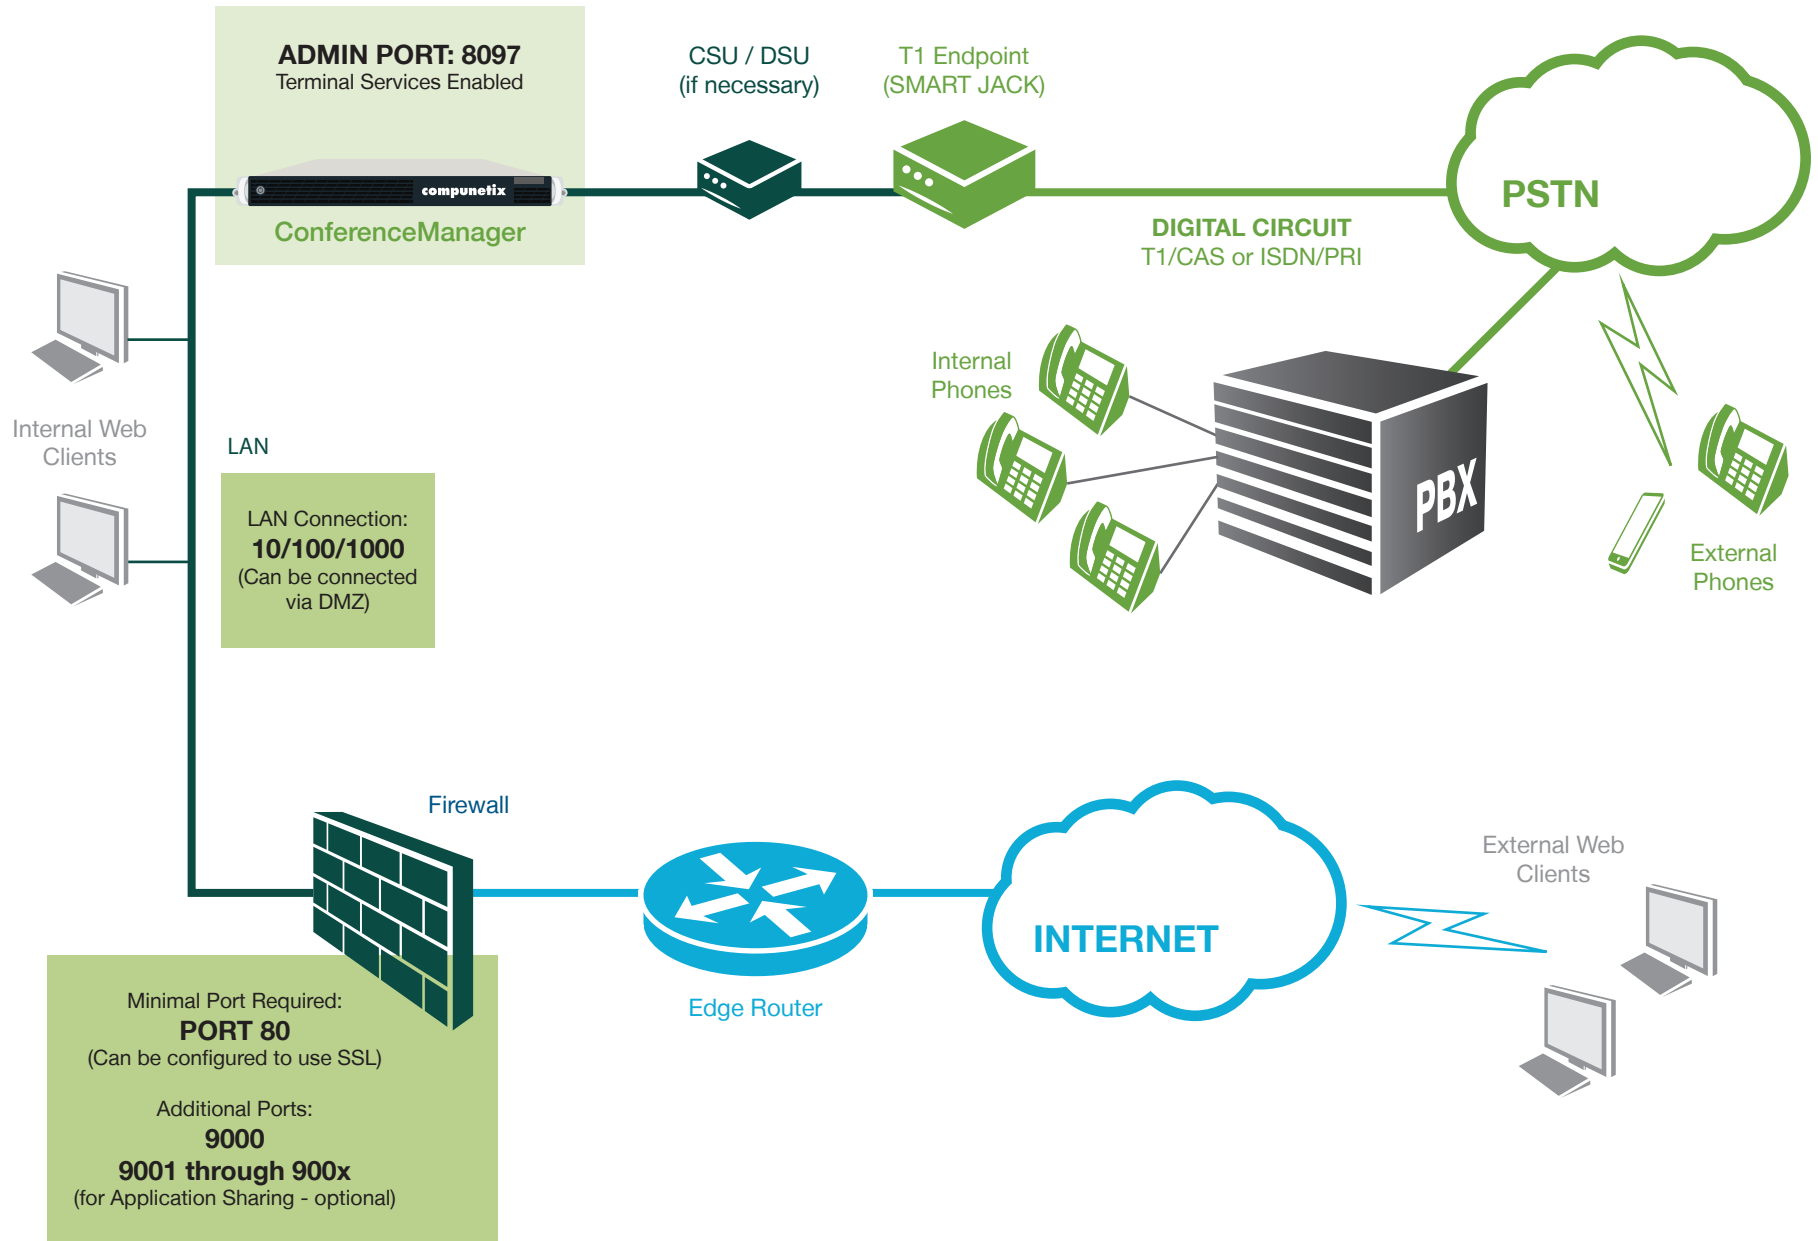 ADMIN PORT: 8097
Terminal Services Enabled
compunetix
ConferenceManager
CSU / DSU
(if necessary)
T1 Endpoint
(SMART JACK)
PSTN
DIGITAL CIRCUIT
T1/CAS or ISDN/PRI
Internal
Phones
PBX
External
Phones
Internal Web
Clients
LAN
LAN Connection:
10/100/1000
(Can be connected
via DMZ)
Firewall
Edge Router
INTERNET
External Web
Clients
Minimal Port Required:
PORT 80
(Can be configured to use SSL)
Additional Ports:
9000
9001 through 900x
(for Application Sharing - optional)